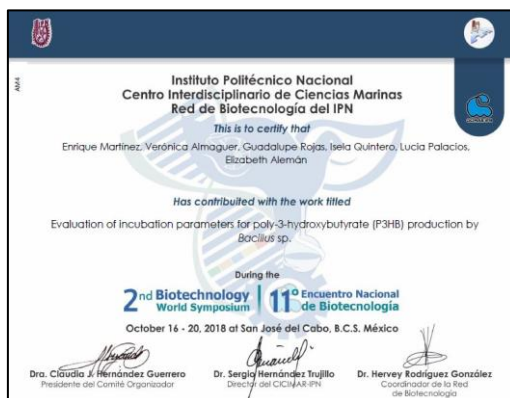 AM4
Instituto Politécnico Nacional
Centro Interdisciplinario de Ciencias Marinas
Red de Biotecnología del IPN
This is to certify that
Enrique Martínez, Verónica Almaguer, Guadalupe Rojas, Isela Quintero, Lucía Palacios,
Elizabeth Alemán
Has contributed with the work titled
Evaluation of incubation parameters for poly-3-hydroxybutyrate (P3HB) production by
Bacillus sp.
During the
2nd Biotechnology World Symposium
11º Encuentro Nacional de Biotecnología
October 16 - 20, 2018 at San José del Cabo, B.C.S. México
Dra. Claudia J. Hernández Guerrero
Presidente del Comité Organizador
Dr. Sergio Hernández Trujillo
Director del CICIMAR-IPN
Dr. Hervey Rodríguez González
Coordinador de la Red
de Biotecnología